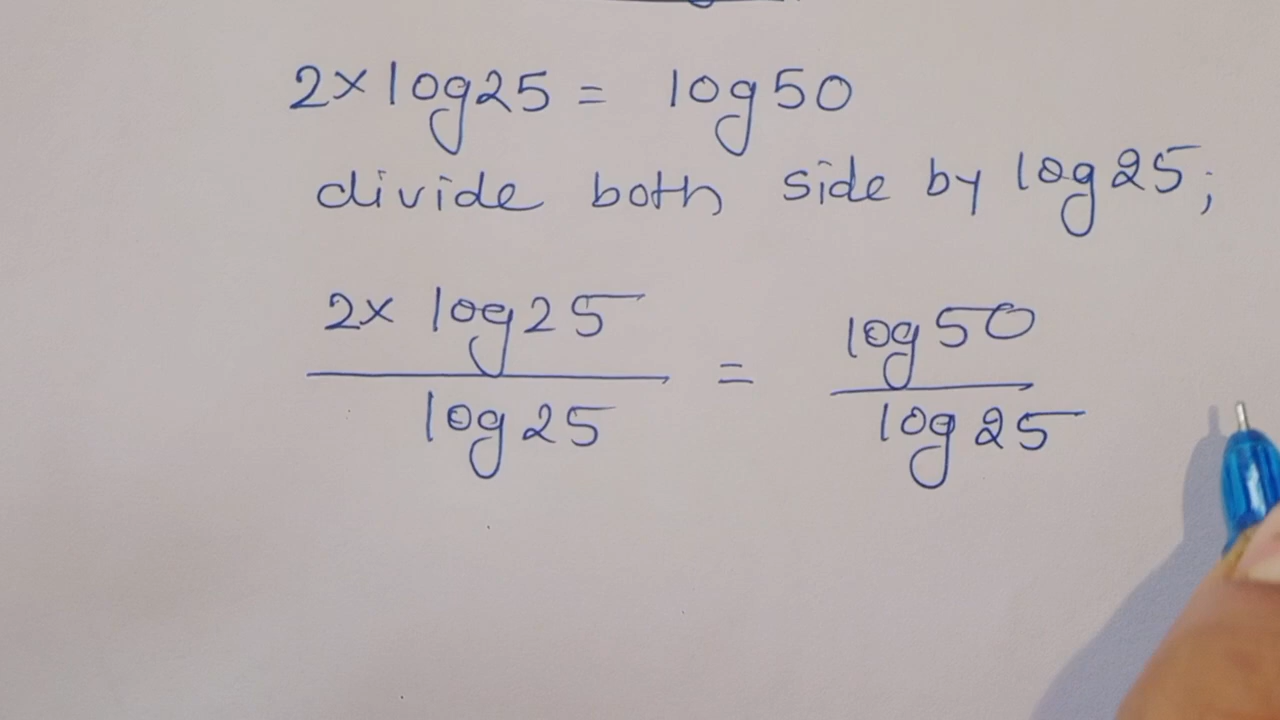 2x log25 = log50
divide both side by log25;
2x log25 / log25 = log50 / log25